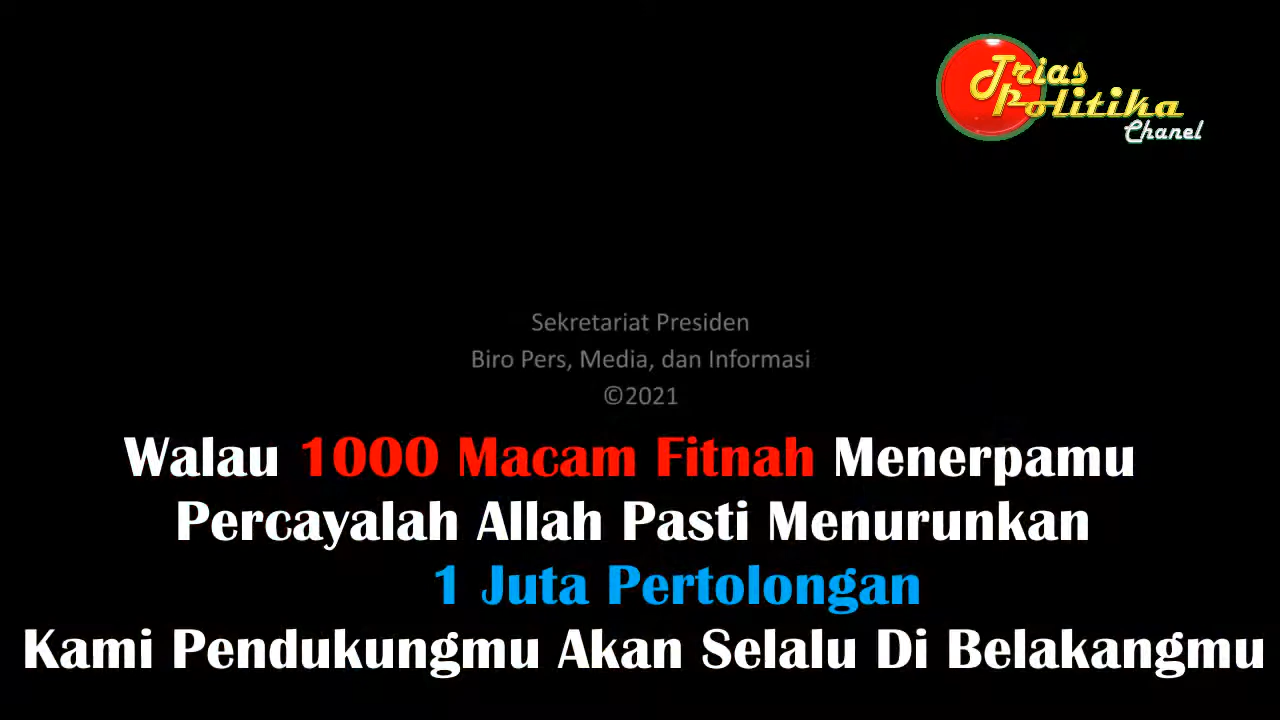 Trias
Politika
Chanel
Sekretariat Presiden
Biro Pers, Media, dan Informasi
©2021
Walau 1000 Macam Fitnah Menerpamu
Percayalah Allah Pasti Menurunkan
1 Juta Pertolongan
Kami Pendukungmu Akan Selalu Di Belakangmu